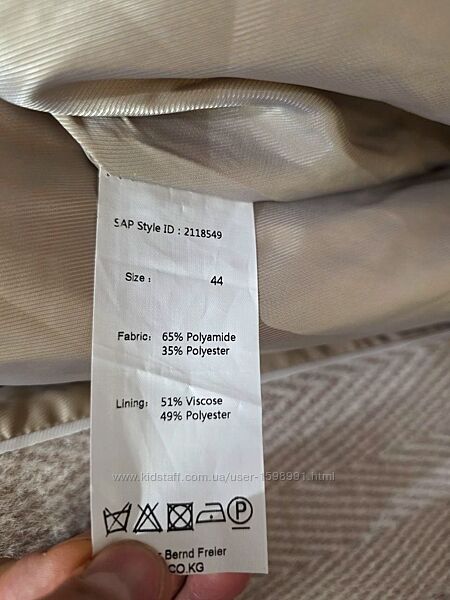 SAP Style ID : 2118549
Size : 44
Fabric: 65% Polyamide
35% Polyester
Lining: 51% Viscose
49% Polyester
www.kidstaff.com.ua/user-1598991.html
P
Bernd Freier
CO.KG